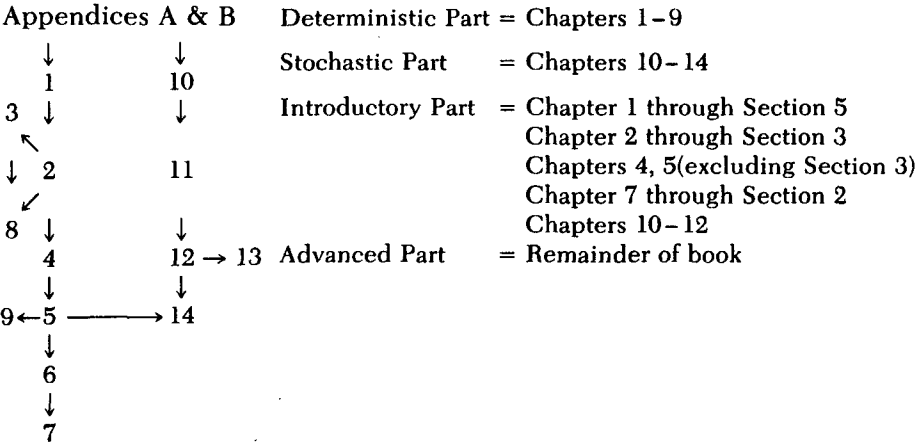 Appendices A & B Deterministic Part = Chapters 1–9
↓ ↓
Stochastic Part = Chapters 10–14
1 10
3 ↓ ↓ Introductory Part = Chapter 1 through Section 5
↖ Chapter 2 through Section 3
↓ 2 11 Chapters 4, 5(excluding Section 3)
↙ Chapter 7 through Section 2
8 ↓ ↓ Chapters 10–12
4 12 → 13 Advanced Part = Remainder of book
↓ ↓
9←5 ⟶ 14
↓
6
↓
7